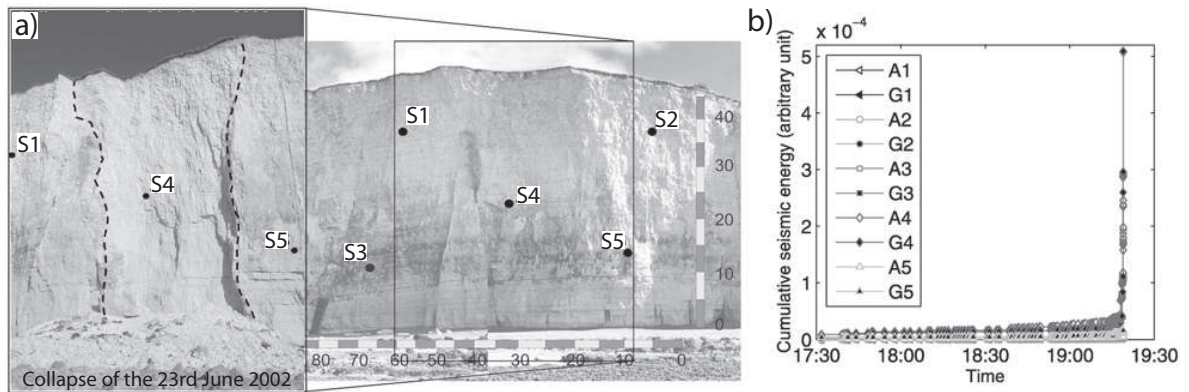 a)
S1
S4
S5
Collapse of the 23rd June 2002
S1
S2
S4
S3
S5
40
30
20
10
0
80 70 60 50 40 30 20 10 0
b)
x 10⁻⁴
Cumulative seismic energy (arbitrary unit)
5
4
3
2
1
0
A1
G1
A2
G2
A3
G3
A4
G4
A5
G5
17:30 18:00 18:30 19:00 19:30
Time